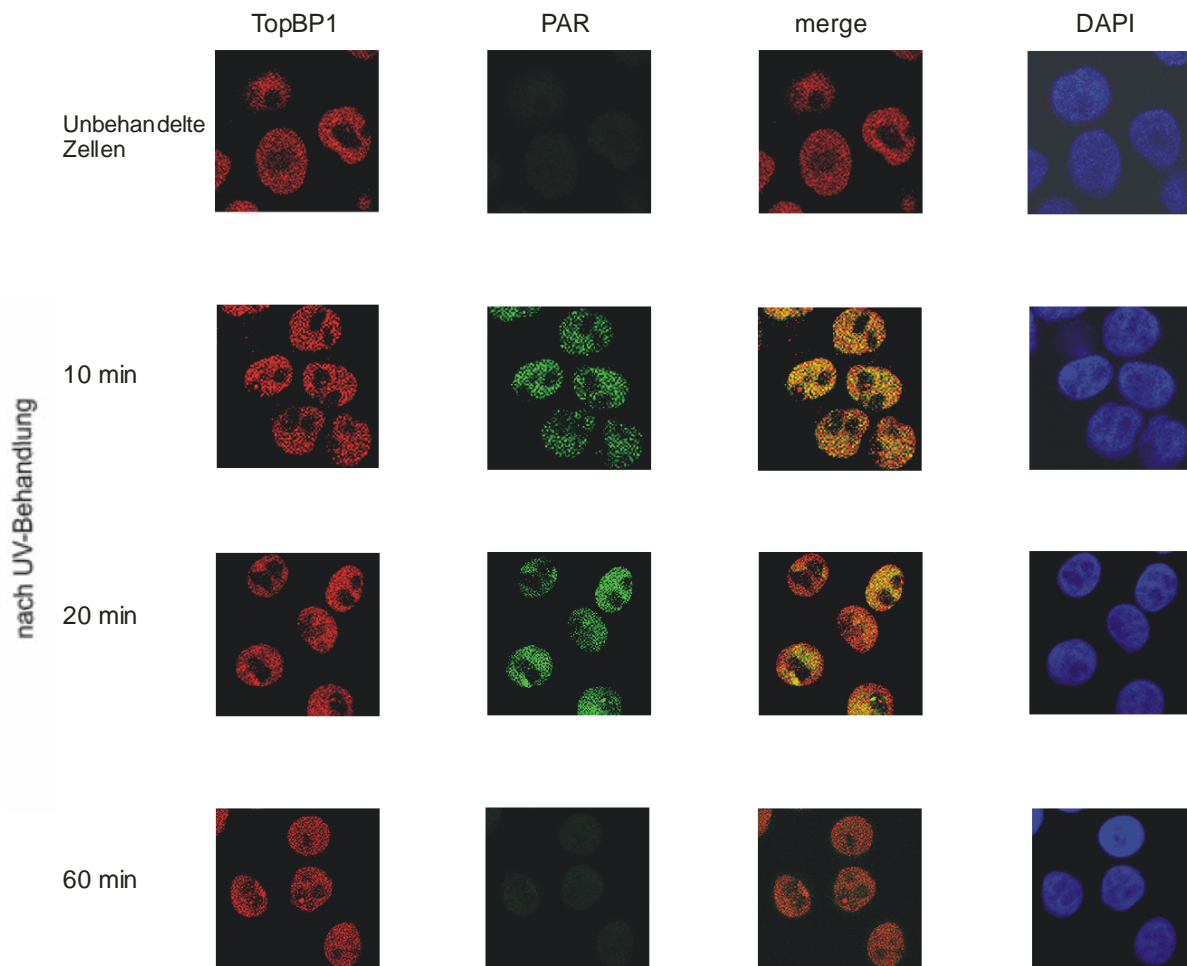 TopBP1 PAR merge DAPI
Unbehandelte
Zellen
nach UV-Behandlung
10 min
20 min
60 min